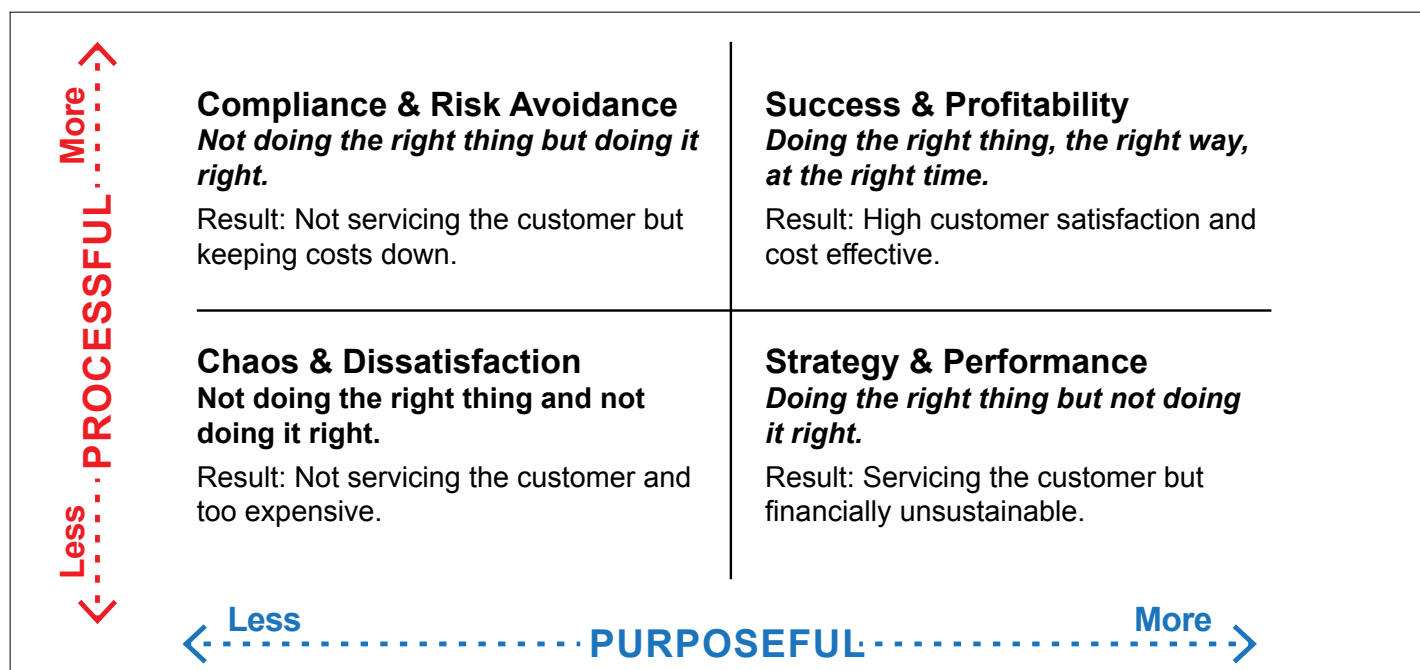 More
PROCESSFUL
Less
Compliance & Risk Avoidance
Not doing the right thing but doing it
right.
Result: Not servicing the customer but
keeping costs down.
Success & Profitability
Doing the right thing, the right way,
at the right time.
Result: High customer satisfaction and
cost effective.
Chaos & Dissatisfaction
Not doing the right thing and not
doing it right.
Result: Not servicing the customer and
too expensive.
Strategy & Performance
Doing the right thing but not doing
it right.
Result: Servicing the customer but
financially unsustainable.
Less
PURPOSEFUL
More